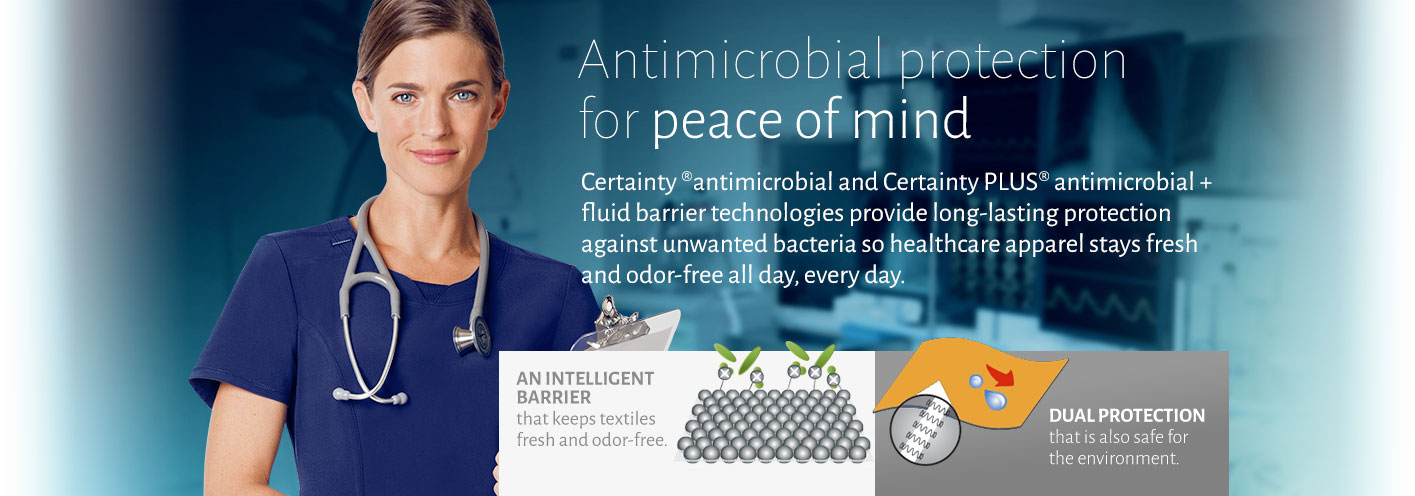 Antimicrobial protection
for peace of mind
Certainty ®antimicrobial and Certainty PLUS® antimicrobial +
fluid barrier technologies provide long-lasting protection
against unwanted bacteria so healthcare apparel stays fresh
and odor-free all day, every day.
AN INTELLIGENT
BARRIER
that keeps textiles
fresh and odor-free.
DUAL PROTECTION
that is also safe for
the environment.